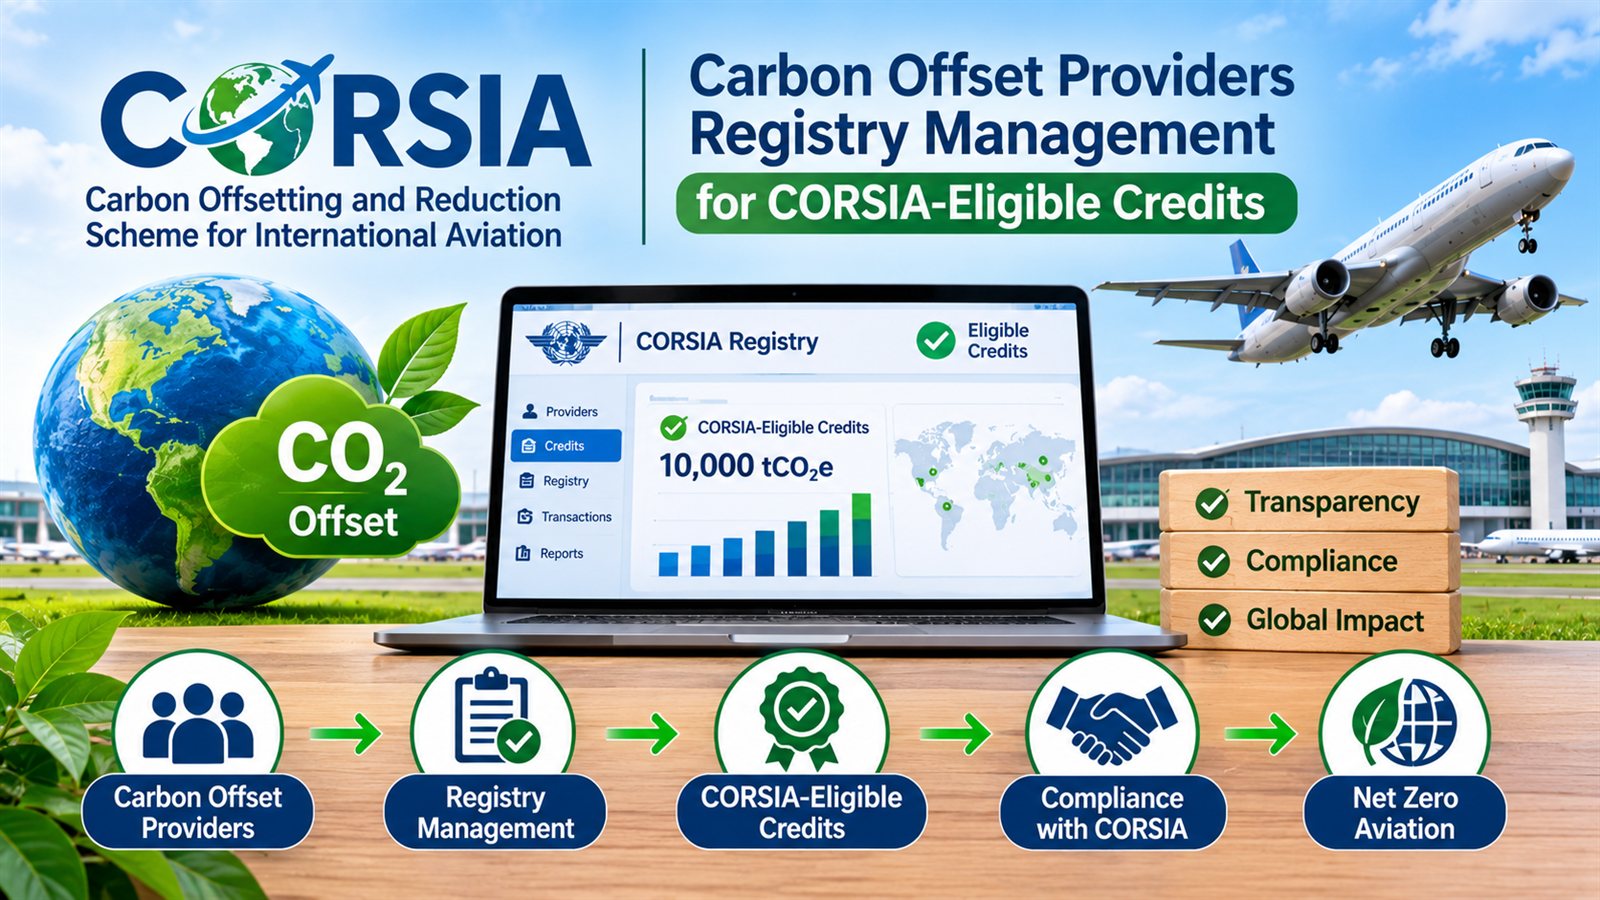 CORSIA
Carbon Offsetting and Reduction
Scheme for International Aviation
Carbon Offset Providers
Registry Management
for CORSIA-Eligible Credits
CO₂
Offset
CORSIA Registry
Eligible
Credits
Providers
Credits
Registry
Transactions
Reports
CORSIA-Eligible Credits
10,000 tCO₂e
Transparency
Compliance
Global Impact
Carbon Offset
Providers
Registry
Management
CORSIA-Eligible
Credits
Compliance
with CORSIA
Net Zero
Aviation